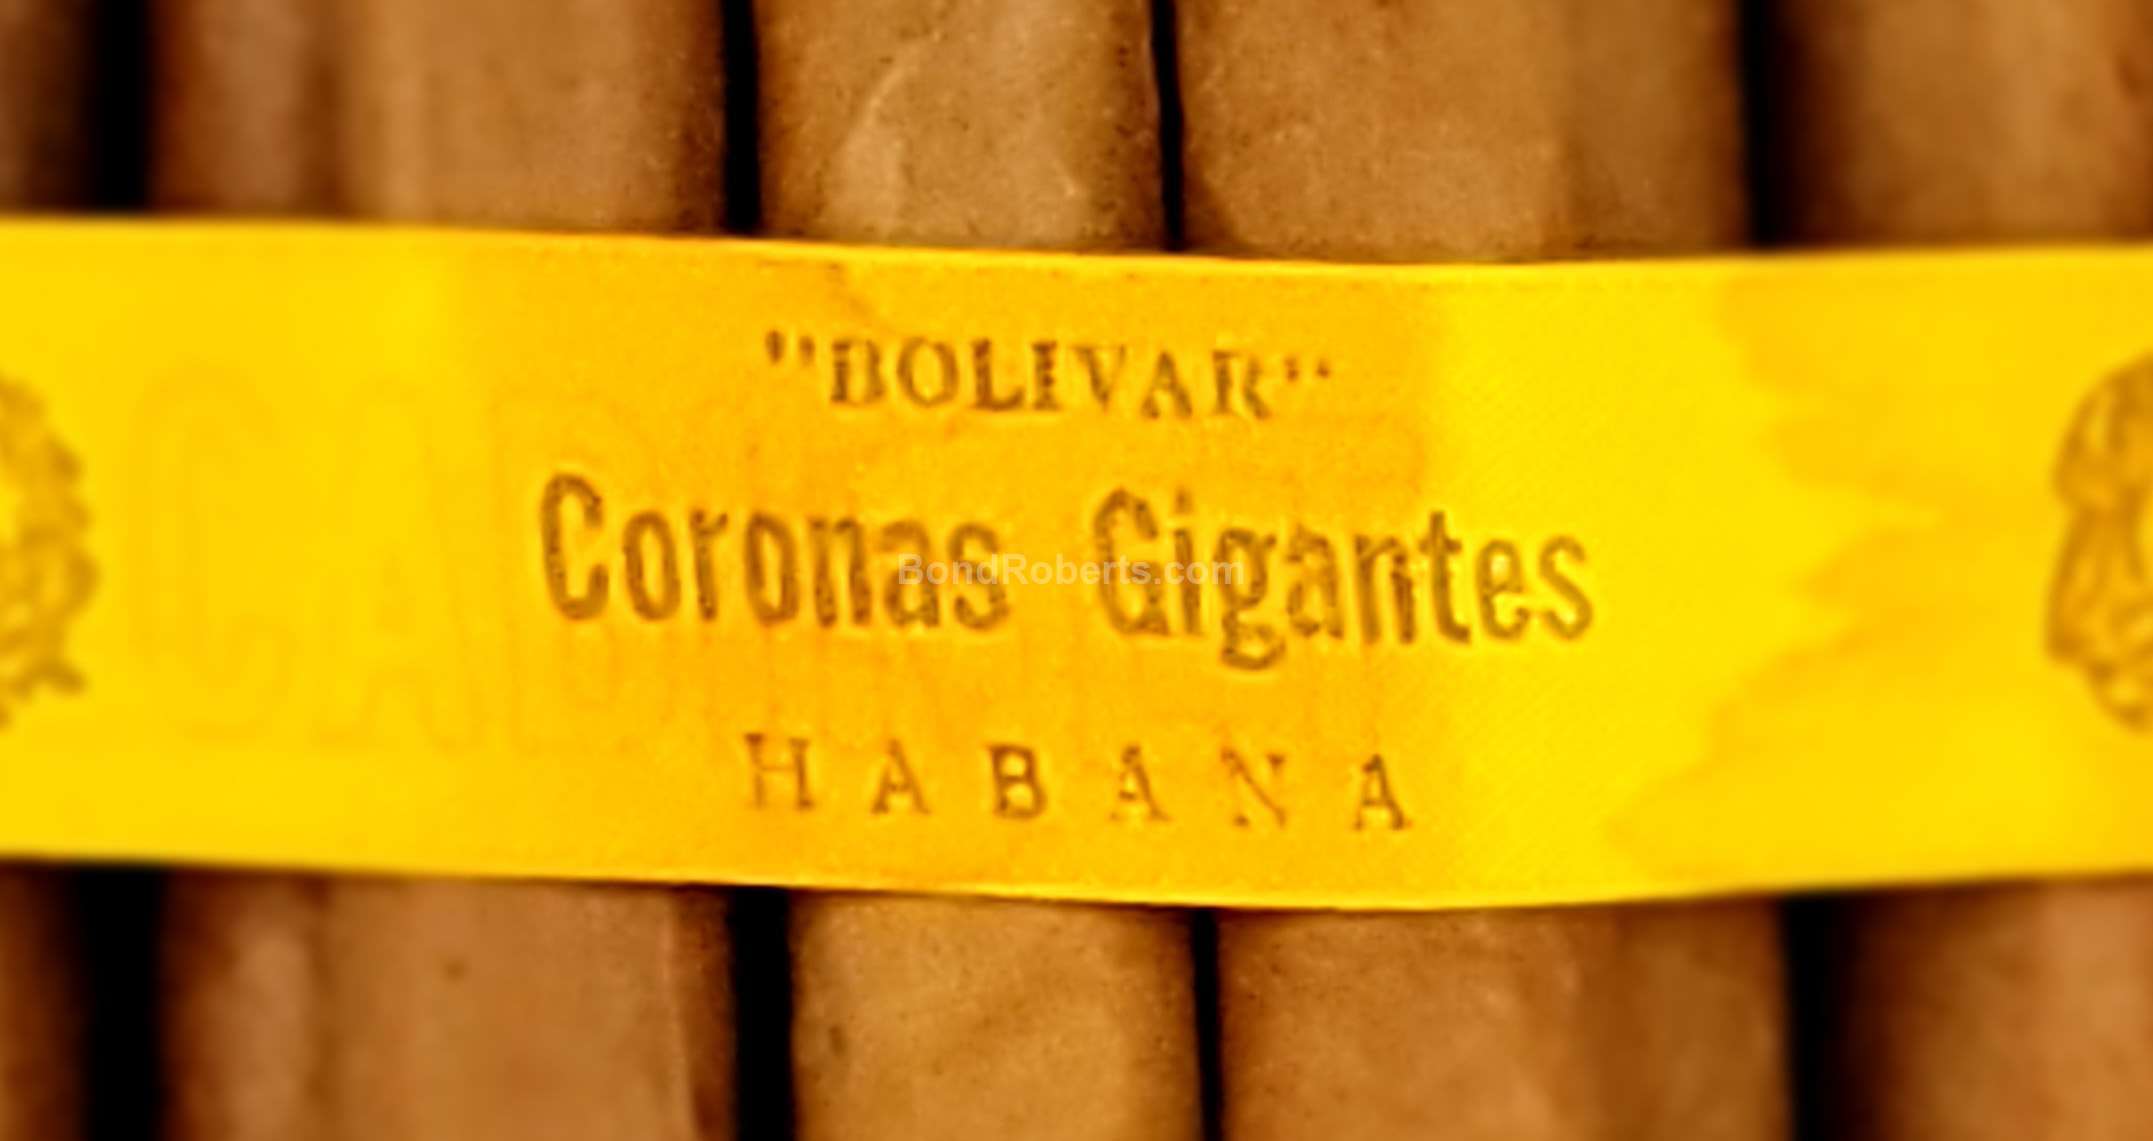 "BOLIVAR"
Coronas Gigantes
BondRoberts.com
HABANA